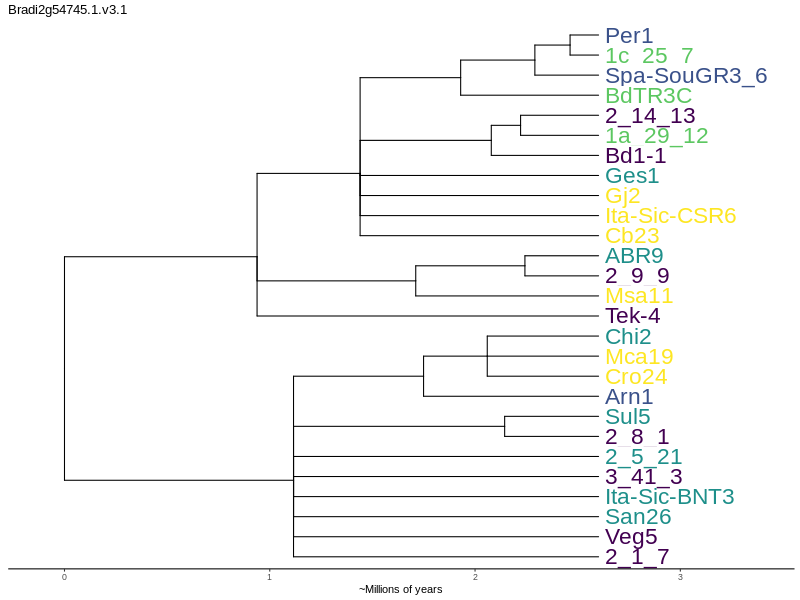 Bradi2g54745.1.v3.1
Per1
1c_25_7
Spa-SouGR3_6
BdTR3C
2_14_13
1a_29_12
Bd1-1
Ges1
Gj2
Ita-Sic-CSR6
Cb23
ABR9
2_9_9
Msa11
Tek-4
Chi2
Mca19
Cro24
Arn1
Sul5
2_8_1
2_5_21
3_41_3
Ita-Sic-BNT3
San26
Veg5
2_1_7
0 1 2 3
~Millions of years